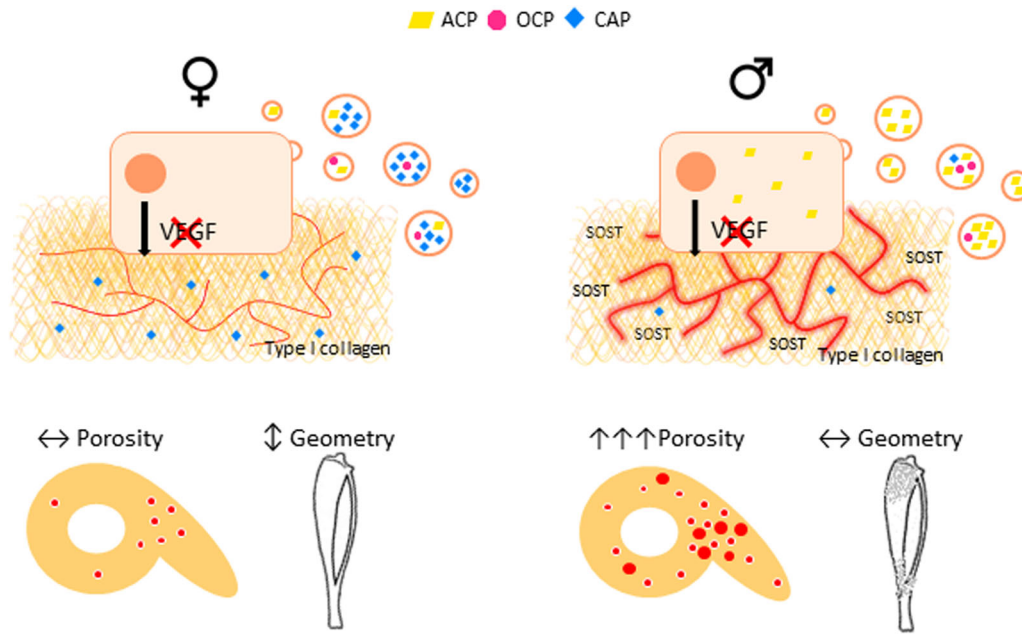 ACP OCP CAP
♀ ♂
VEGF
Type I collagen
VEGF
SOST
SOST
SOST
SOST
SOST
SOST
Type I collagen
↔ Porosity ↕ Geometry
↑↑↑Porosity ↔ Geometry